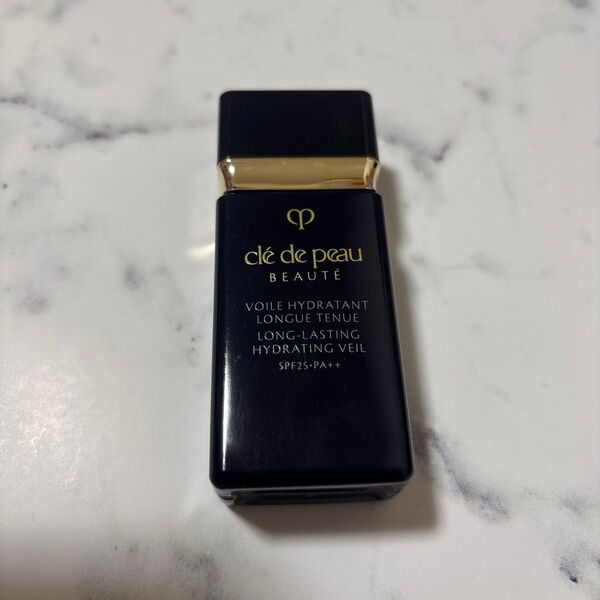 clé de peau
BEAUTÉ
VOILE HYDRATANT
LONGUE TENUE
LONG-LASTING
HYDRATING VEIL
SPF25·PA++